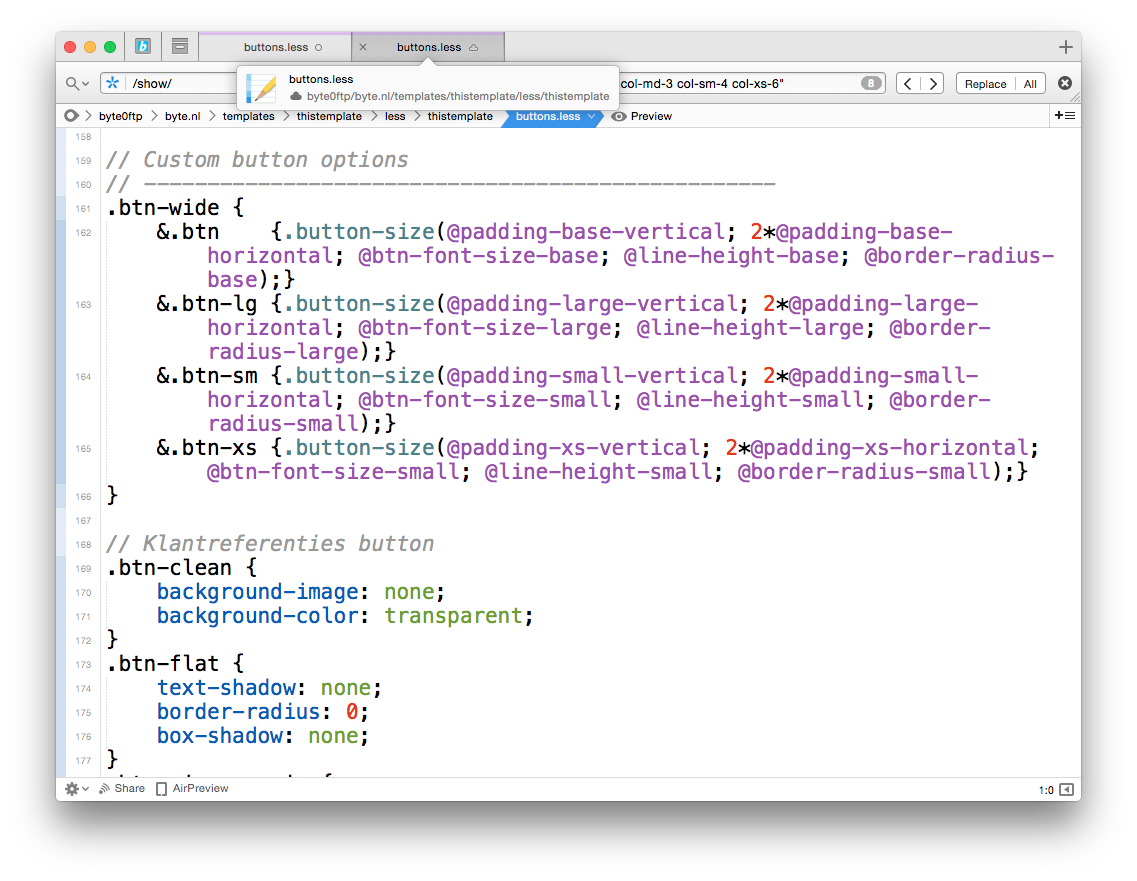 buttons.less
buttons.less
/show/
buttons.less
byte0ftp/byte.nl/templates/thistemplate/less/thistemplate
col-md-3 col-sm-4 col-xs-6"
8
Replace
All
byte0ftp
byte.nl
templates
thistemplate
less
thistemplate
buttons.less
Preview
158
159 // Custom button options
160 // --------------------------------------------------
161 .btn-wide {
162 &.btn    {.button-size(@padding-base-vertical; 2*@padding-base-
horizontal; @btn-font-size-base; @line-height-base; @border-radius-
base);}
163 &.btn-lg {.button-size(@padding-large-vertical; 2*@padding-large-
horizontal; @btn-font-size-large; @line-height-large; @border-
radius-large);}
164 &.btn-sm {.button-size(@padding-small-vertical; 2*@padding-small-
horizontal; @btn-font-size-small; @line-height-small; @border-
radius-small);}
165 &.btn-xs {.button-size(@padding-xs-vertical; 2*@padding-xs-horizontal;
@btn-font-size-small; @line-height-small; @border-radius-small);}
166 }
167
168 // Klantreferenties button
169 .btn-clean {
170 background-image: none;
171 background-color: transparent;
172 }
173 .btn-flat {
174 text-shadow: none;
175 border-radius: 0;
176 box-shadow: none;
177 }
Share
AirPreview
1:0